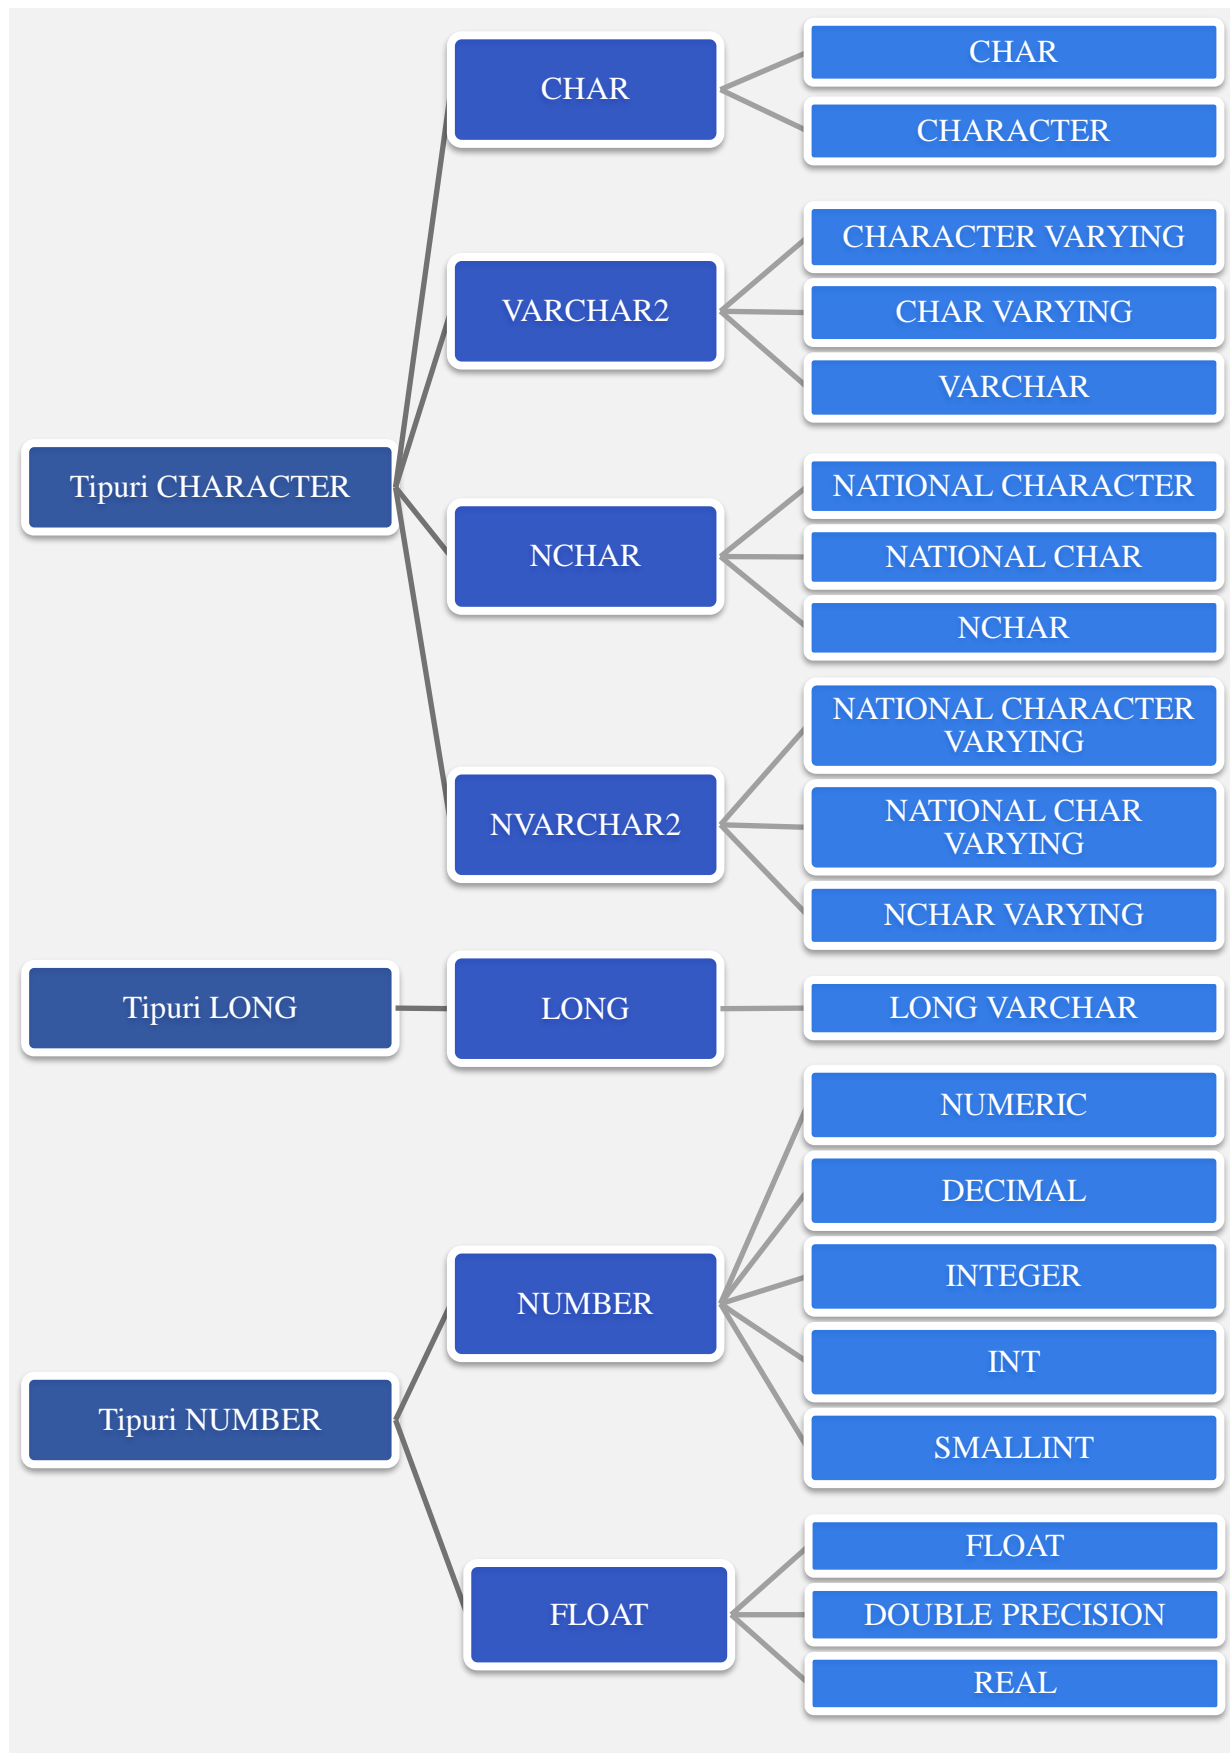 Tipuri CHARACTER
CHAR
CHAR
CHARACTER
VARCHAR2
CHARACTER VARYING
CHAR VARYING
VARCHAR
NCHAR
NATIONAL CHARACTER
NATIONAL CHAR
NCHAR
NVARCHAR2
NATIONAL CHARACTER
VARYING
NATIONAL CHAR
VARYING
NCHAR VARYING
Tipuri LONG
LONG
LONG VARCHAR
Tipuri NUMBER
NUMBER
NUMERIC
DECIMAL
INTEGER
INT
SMALLINT
FLOAT
FLOAT
DOUBLE PRECISION
REAL